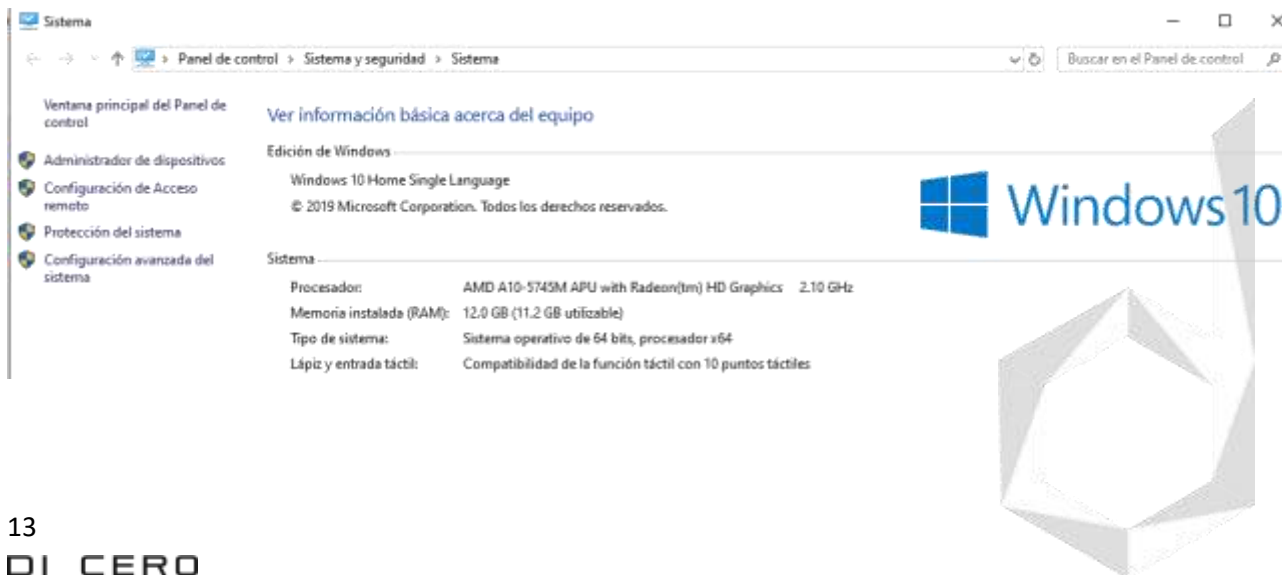 Sistema
Panel de control > Sistema y seguridad > Sistema
Buscar en el Panel de control
Ventana principal del Panel de
control
Ver información básica acerca del equipo
Administrador de dispositivos
Configuración de Acceso
remoto
Protección del sistema
Configuración avanzada del
sistema
Edición de Windows
Windows 10 Home Single Language
© 2019 Microsoft Corporation. Todos los derechos reservados.
Windows 10
Sistema
Procesador: AMD A10-5745M APU with Radeon(tm) HD Graphics 2.10 GHz
Memoria instalada (RAM): 12.0 GB (11.2 GB utilizable)
Tipo de sistema: Sistema operativo de 64 bits, procesador x64
Lápiz y entrada táctil: Compatibilidad de la función táctil con 10 puntos táctiles
13
DI CERO